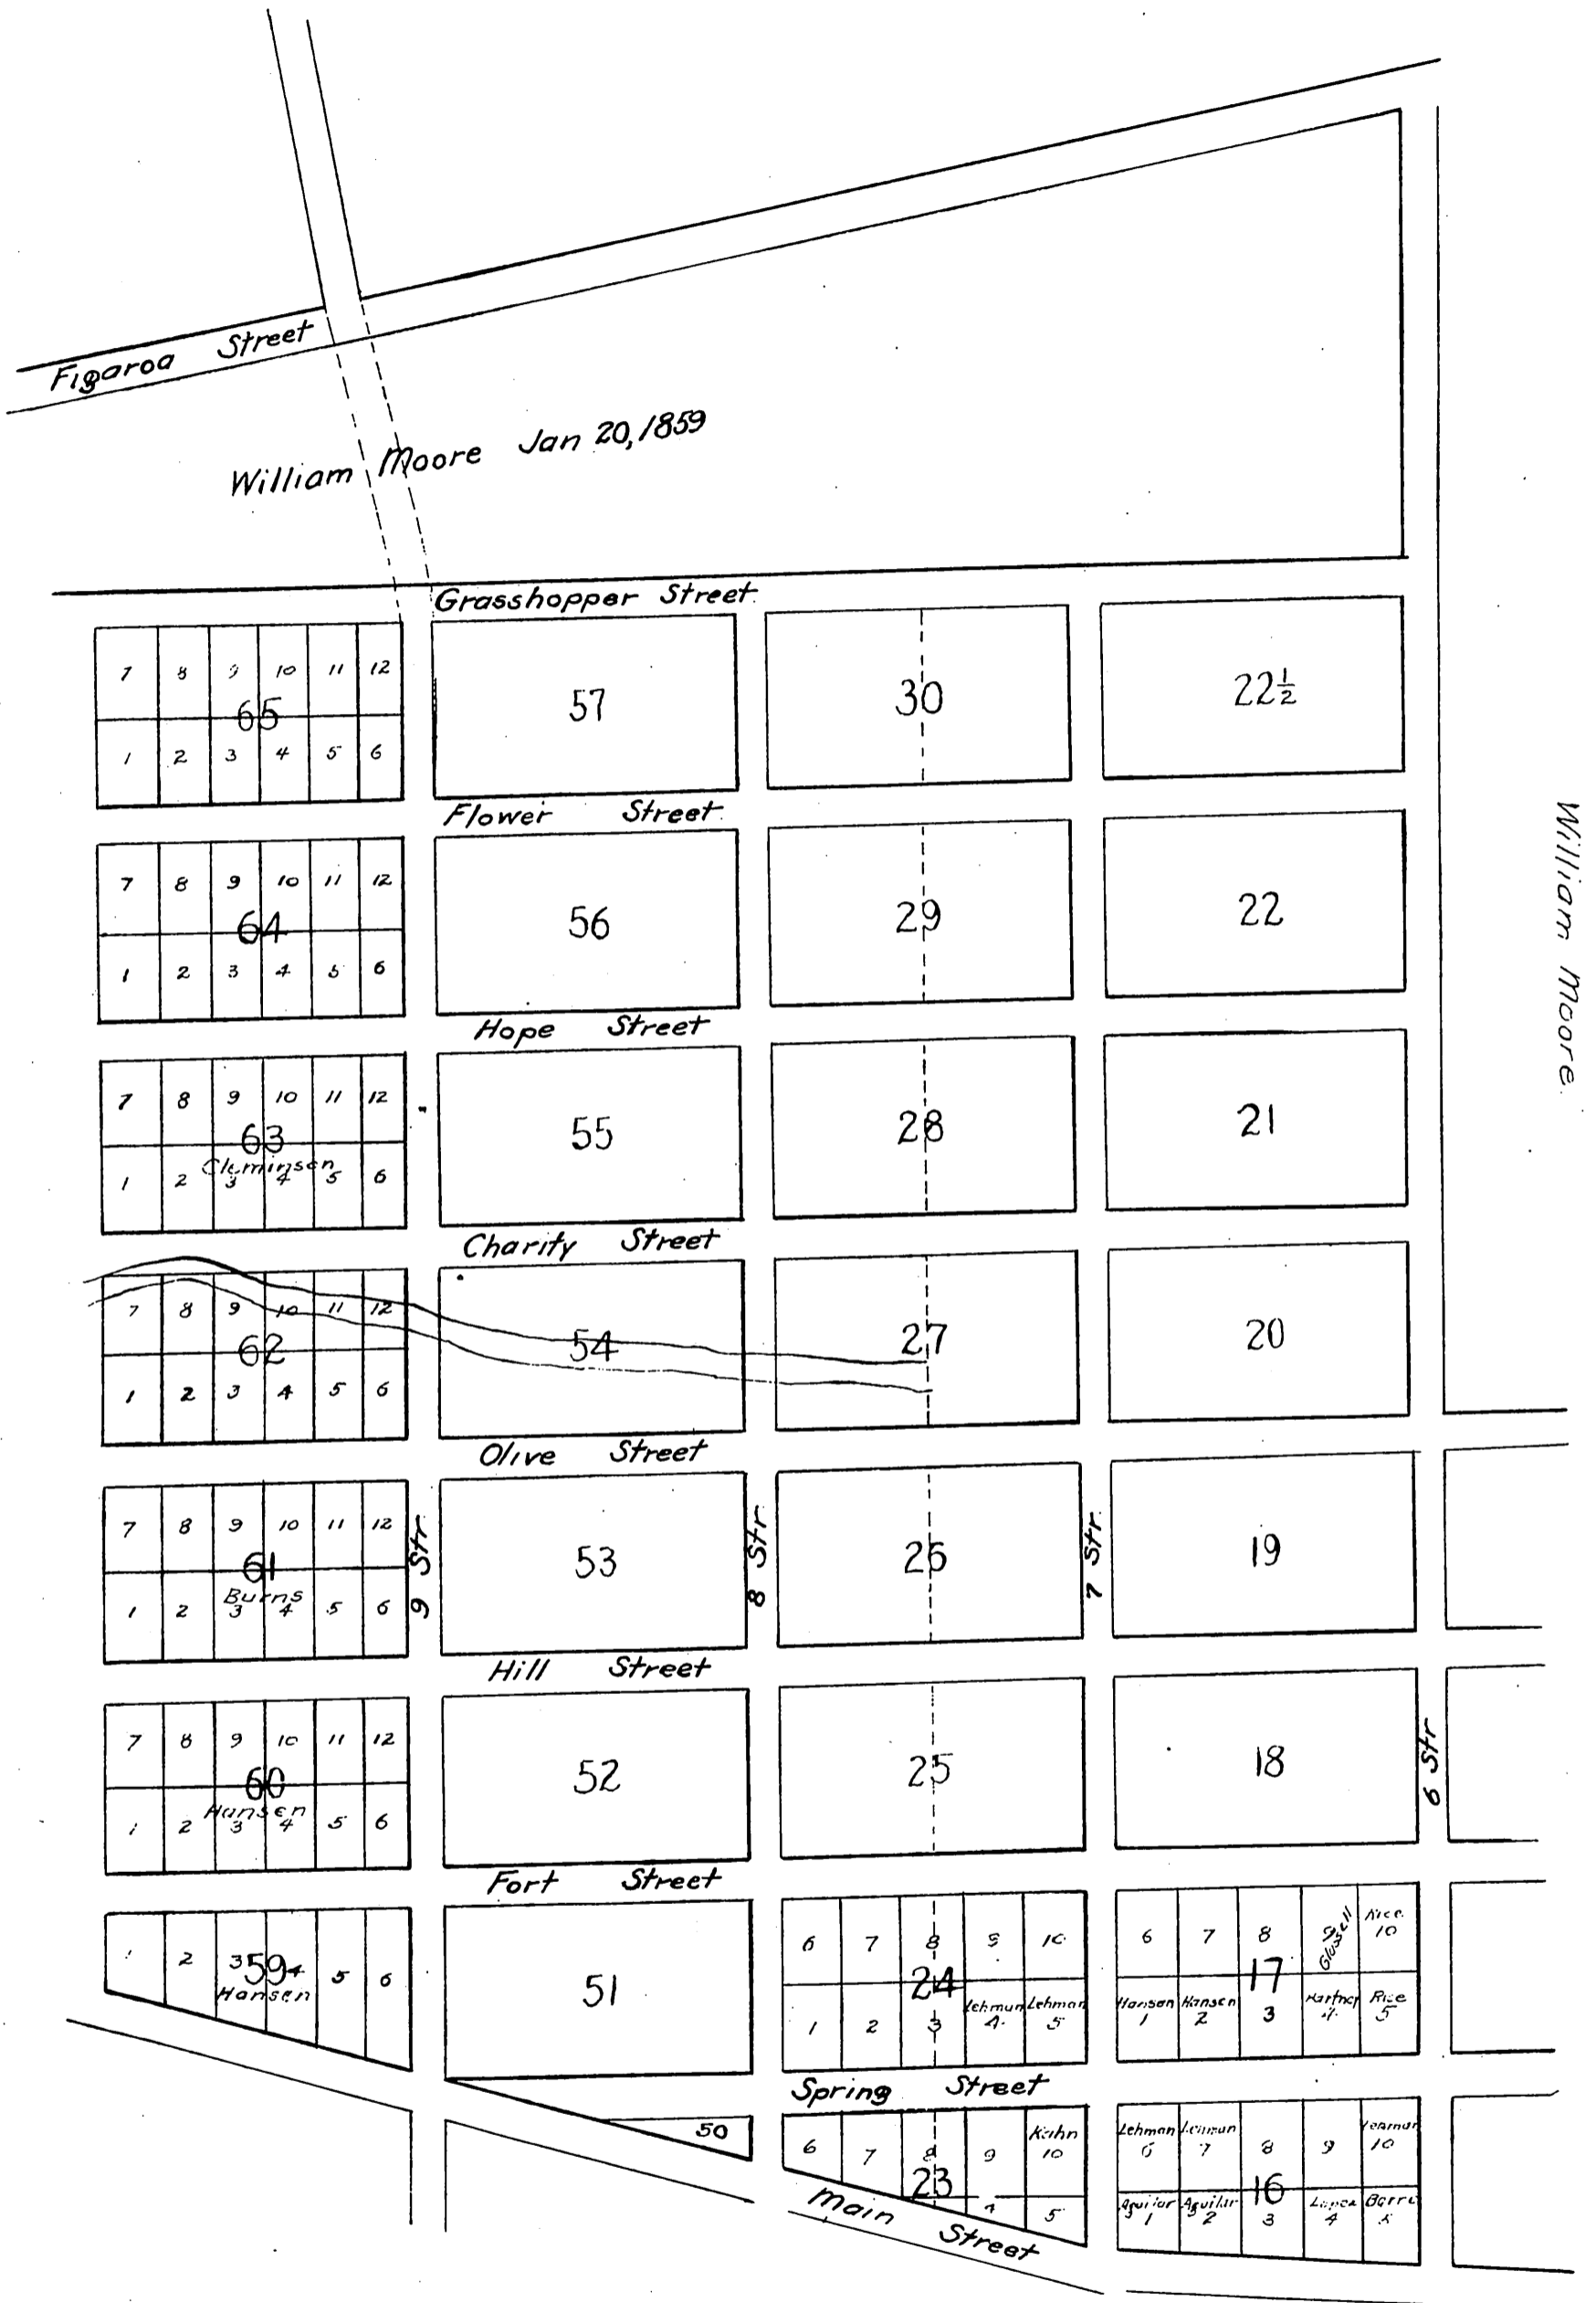 Figaroa Street
William Moore Jan 20, 1859
Grasshopper Street.
7 8 9 10 11 12
65
1 2 3 4 5 6
57
30
22½
Flower Street.
7 8 9 10 11 12
64
1 2 3 4 5 6
56
29
22
William Moore.
Hope Street
7 8 9 10 11 12
63
Cleminson
1 2 3 4 5 6
55
28
21
Charity Street
7 8 9 10 11 12
62
1 2 3 4 5 6
54
27
20
Olive Street
7 8 9 10 11 12
61
Burns
1 2 3 4 5 6
9 Str.
53
8 Str.
26
7 Str.
19
Hill Street
7 8 9 10 11 12
60
Hansen
1 2 3 4 5 6
52
25
18
6 Str
Fort Street
1 2 3 4 5 6
59
Hansen
51
6 7 8 9 10
24
Lehman Lehman
1 2 3 4 5
6 7 8 9 Rice 10
Glassell
17
Hanson Hansen Rice
1 2 3 4 5
Spring Street
50
6 7 8 9 Kahn 10
23
4 5
Lehman Lehman
6 7 8 9 10
16
Aguilar Aguilar
1 2 3 4 5
Main Street